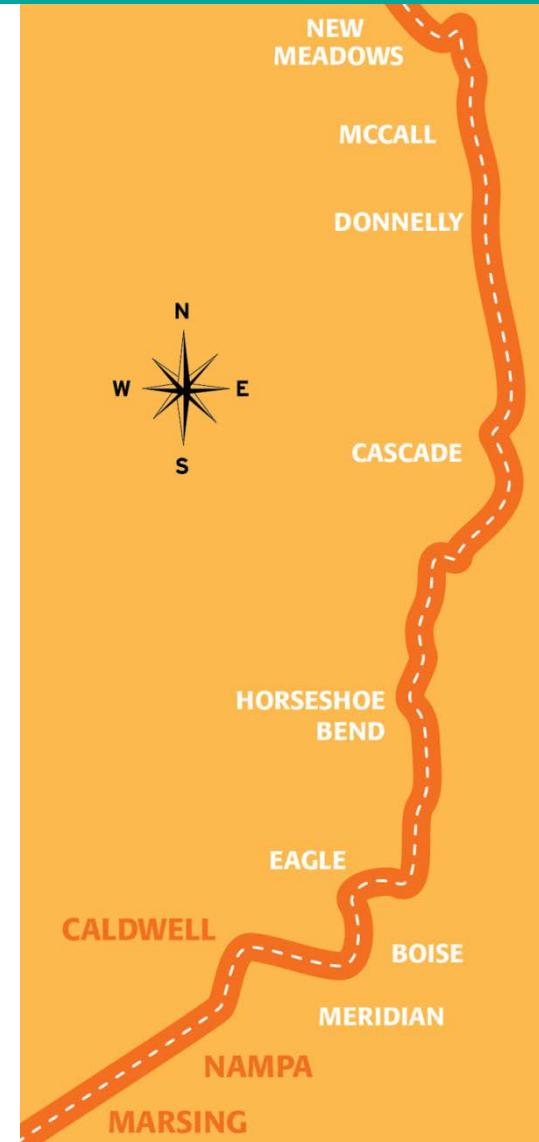 NEW
MEADOWS
MCCALL
DONNELLY
N
W
E
S
CASCADE
HORSESHOE
BEND
EAGLE
CALDWELL
BOISE
MERIDIAN
NAMPA
MARSING